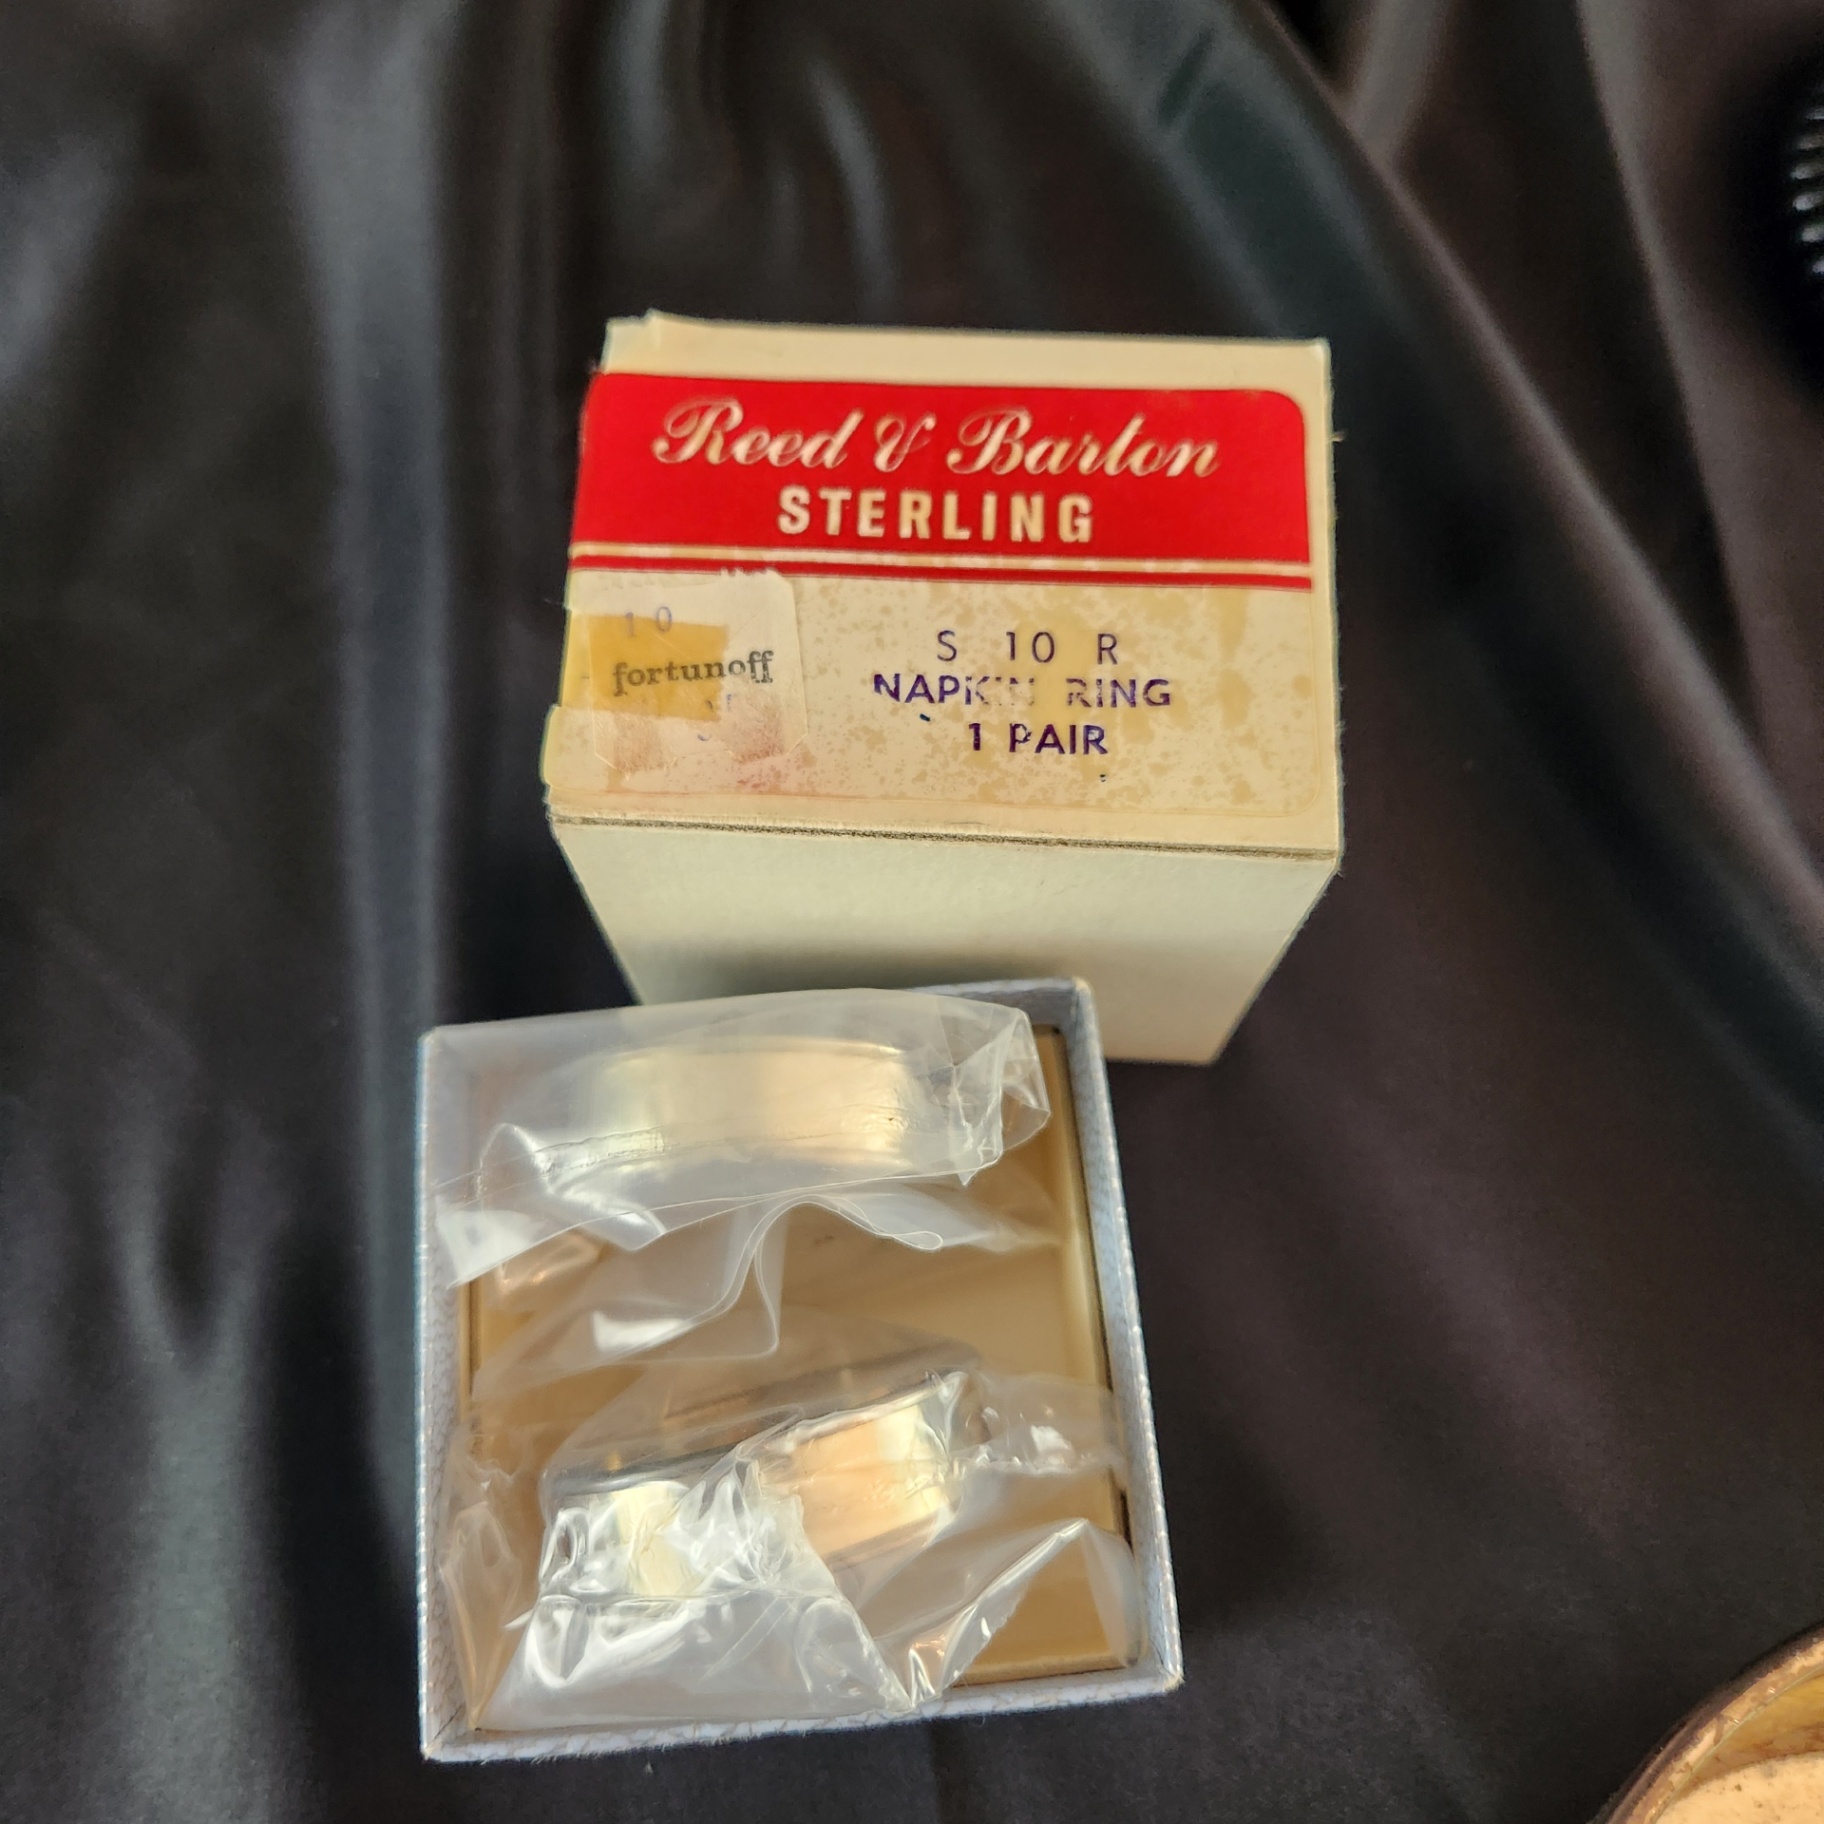 Reed & Barton
STERLING
10
fortunoff
S 10 R
NAPKIN RING
1 PAIR